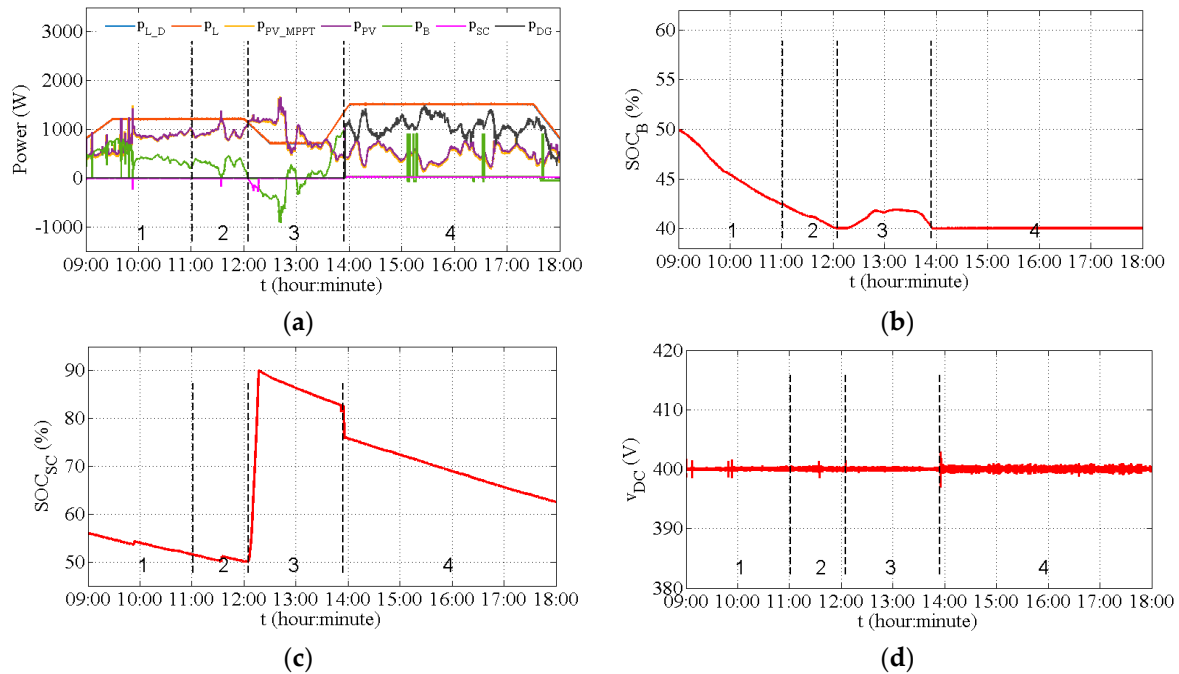 3000
2000
1000
0
-1000
Power (W)
p_L_D p_L p_PV_MPPT p_PV p_B p_SC p_DG
1 2 3 4
09:00 10:00 11:00 12:00 13:00 14:00 15:00 16:00 17:00 18:00
t (hour:minute)
(a)
60
55
50
45
40
SOC_B (%)
1 2 3 4
09:00 10:00 11:00 12:00 13:00 14:00 15:00 16:00 17:00 18:00
t (hour:minute)
(b)
90
80
70
60
50
SOC_SC (%)
1 2 3 4
09:00 10:00 11:00 12:00 13:00 14:00 15:00 16:00 17:00 18:00
t (hour:minute)
(c)
420
410
400
390
380
v_DC (V)
1 2 3 4
09:00 10:00 11:00 12:00 13:00 14:00 15:00 16:00 17:00 18:00
t (hour:minute)
(d)